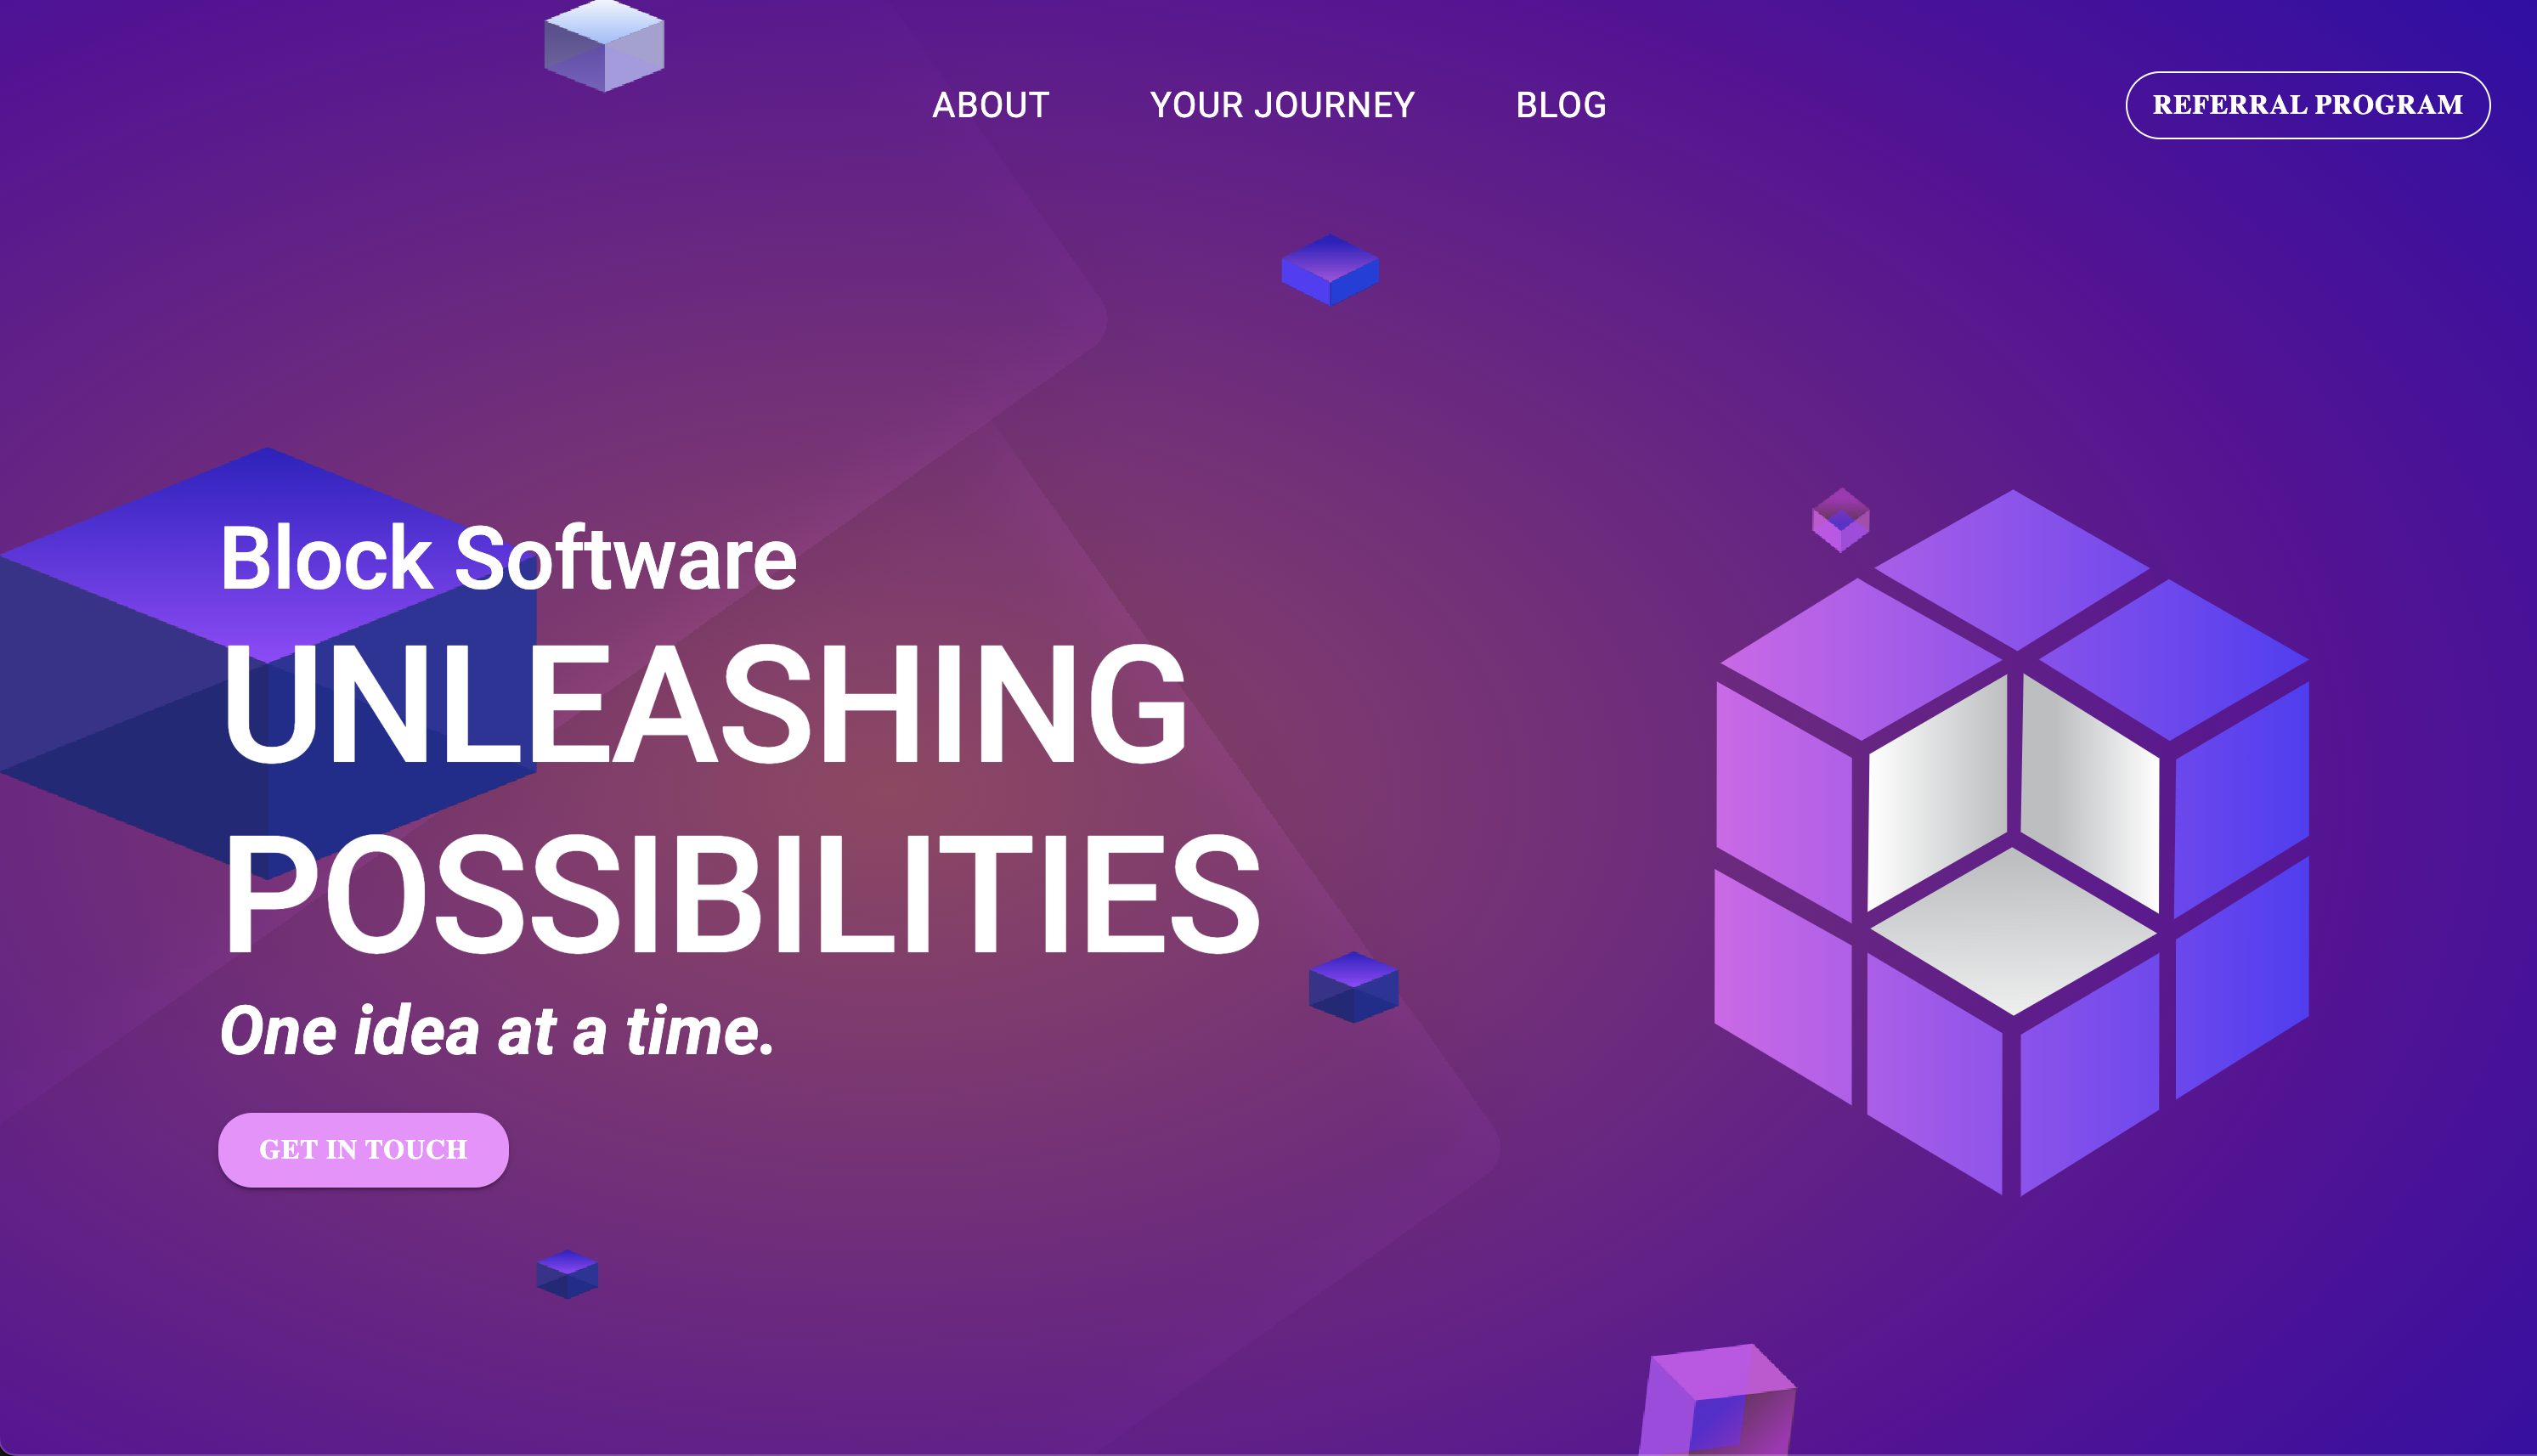 ABOUT
YOUR JOURNEY
BLOG
REFERRAL PROGRAM
Block Software
UNLEASHING
POSSIBILITIES
One idea at a time.
GET IN TOUCH